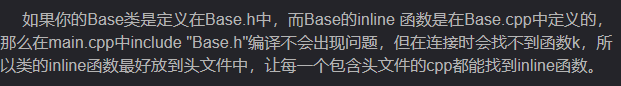 如果你的Base类是定义在Base.h中，而Base的inline 函数是在Base.cpp中定义的，
那么在main.cpp中include "Base.h"编译不会出现问题，但在连接时会找不到函数k，所
以类的inline函数最好放到头文件中，让每一个包含头文件的cpp都能找到inline函数。